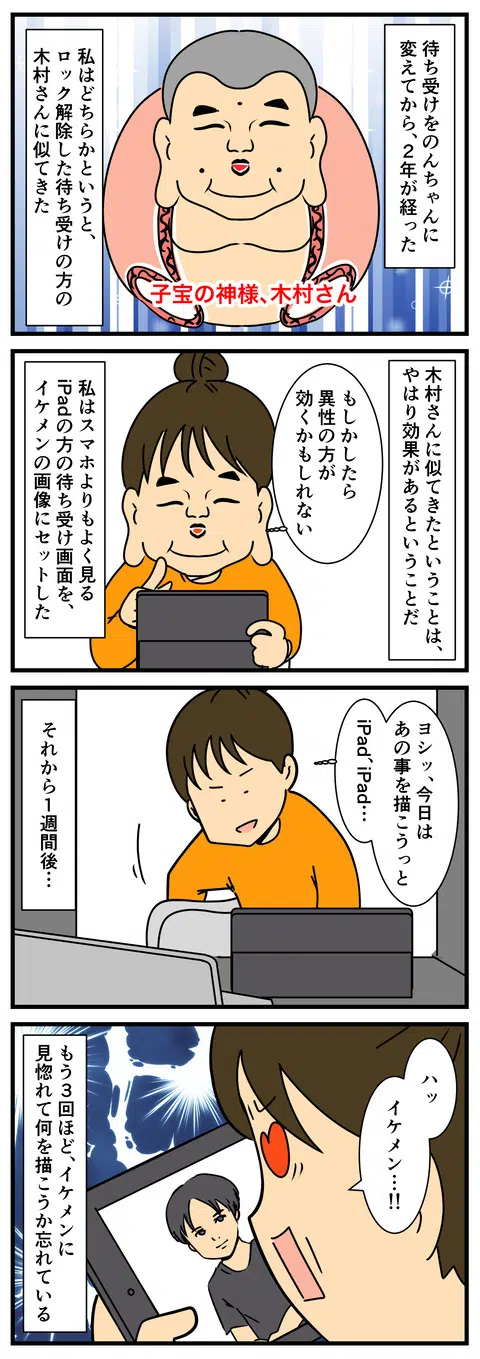 待ち受けをのんちゃんに
変えてから、２年が経った
私はどちらかというと、
ロック解除した待ち受けの方の
木村さんに似てきた
子宝の神様、木村さん
木村さんに似てきたということは、
やはり効果があるということだ
もしかしたら
異性の方が
効くかもしれない
私はスマホよりもよく見る
iPadの方の待ち受け画面を、
イケメンの画像にセットした
ヨシッ、今日は
あの事を描こうっと
iPad´iPad…
それから１週間後…
ハッ
イケメン…!!
もう３回ほど、イケメンに
見惚れて何を描こうか忘れている